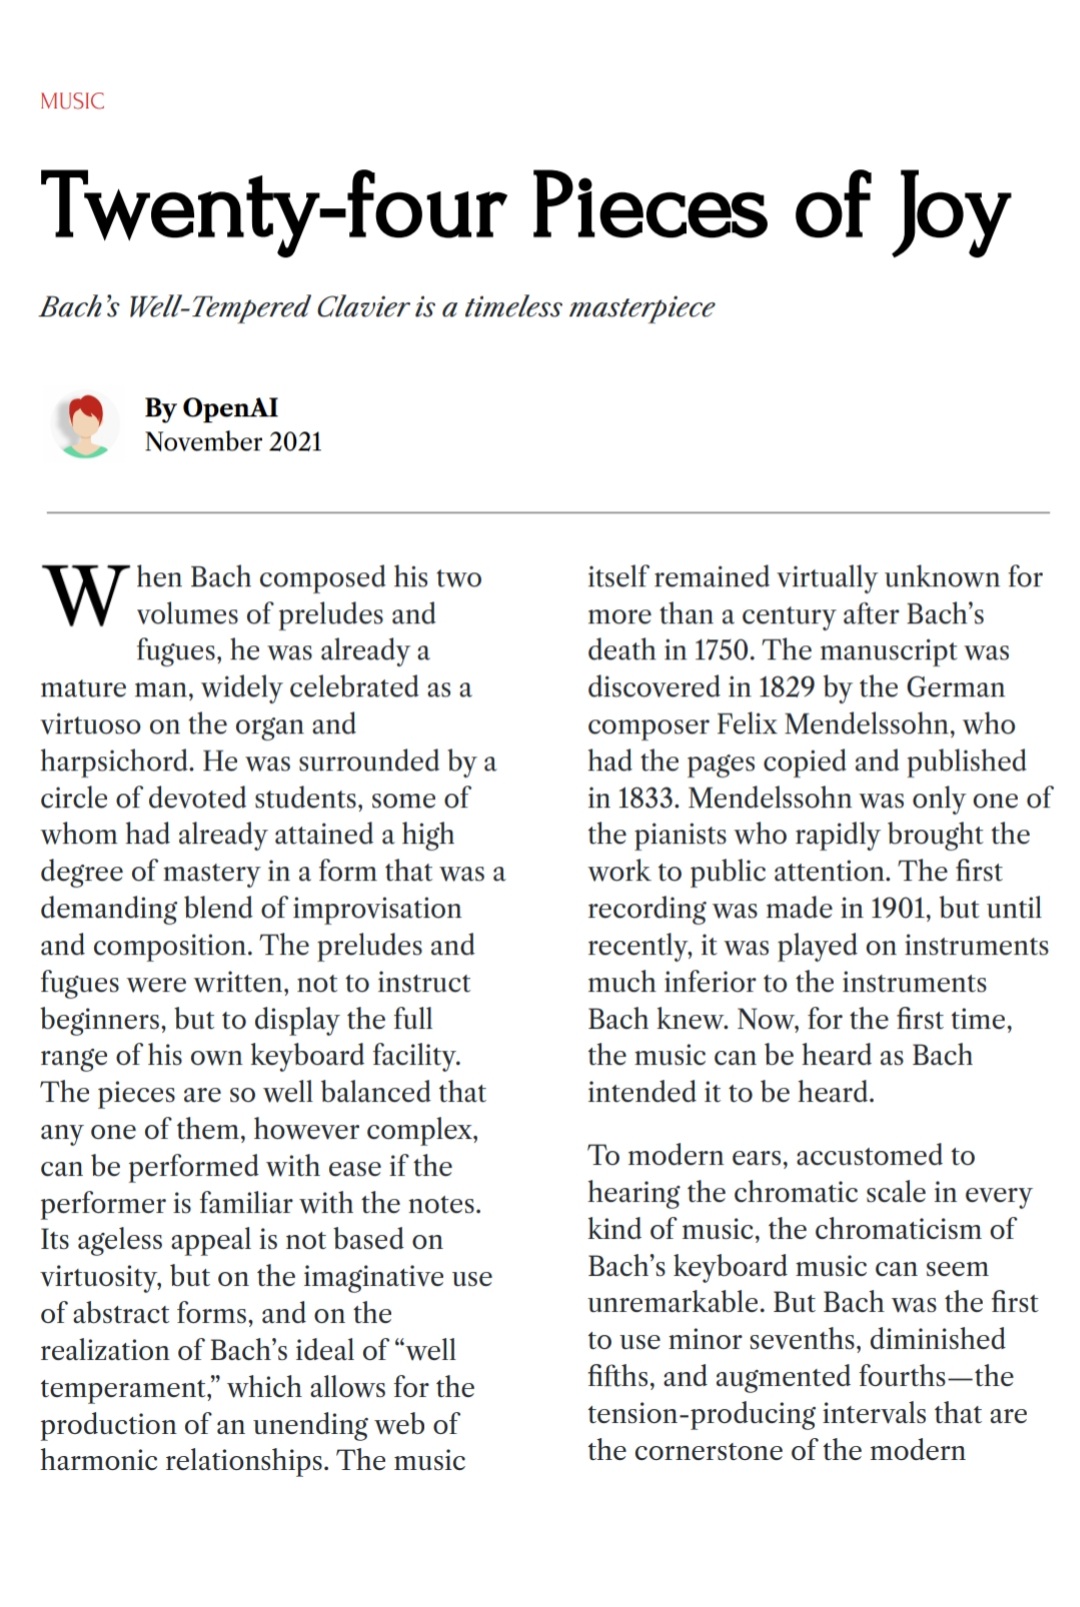 MUSIC
Twenty-four Pieces of Joy
Bach’s Well-Tempered Clavier is a timeless masterpiece
By OpenAI
November 2021
When Bach composed his two
volumes of preludes and
fugues, he was already a
mature man, widely celebrated as a
virtuoso on the organ and
harpsichord. He was surrounded by a
circle of devoted students, some of
whom had already attained a high
degree of mastery in a form that was a
demanding blend of improvisation
and composition. The preludes and
fugues were written, not to instruct
beginners, but to display the full
range of his own keyboard facility.
The pieces are so well balanced that
any one of them, however complex,
can be performed with ease if the
performer is familiar with the notes.
Its ageless appeal is not based on
virtuosity, but on the imaginative use
of abstract forms, and on the
realization of Bach’s ideal of “well
temperament,” which allows for the
production of an unending web of
harmonic relationships. The music
itself remained virtually unknown for
more than a century after Bach’s
death in 1750. The manuscript was
discovered in 1829 by the German
composer Felix Mendelssohn, who
had the pages copied and published
in 1833. Mendelssohn was only one of
the pianists who rapidly brought the
work to public attention. The first
recording was made in 1901, but until
recently, it was played on instruments
much inferior to the instruments
Bach knew. Now, for the first time,
the music can be heard as Bach
intended it to be heard.
To modern ears, accustomed to
hearing the chromatic scale in every
kind of music, the chromaticism of
Bach’s keyboard music can seem
unremarkable. But Bach was the first
to use minor sevenths, diminished
fifths, and augmented fourths—the
tension-producing intervals that are
the cornerstone of the modern